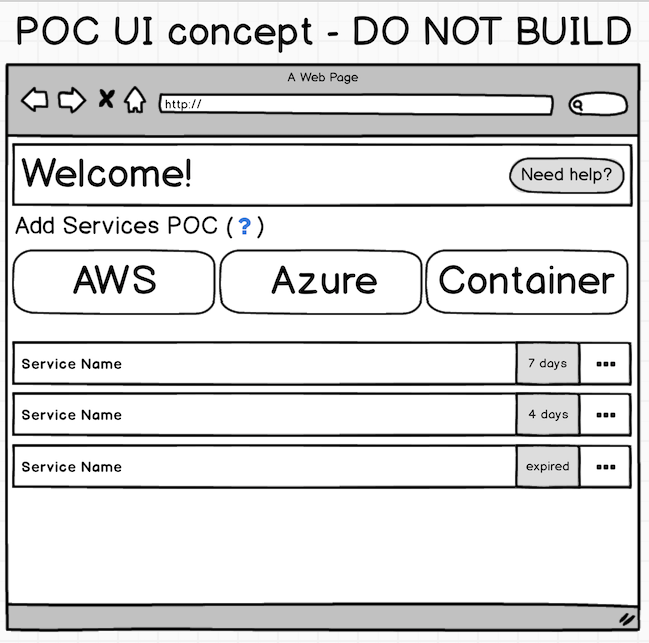 POC UI concept - DO NOT BUILD
A Web Page
http://
Welcome!
Need help?
Add Services POC (?)
AWS
Azure
Container
Service Name
7 days
Service Name
4 days
Service Name
expired